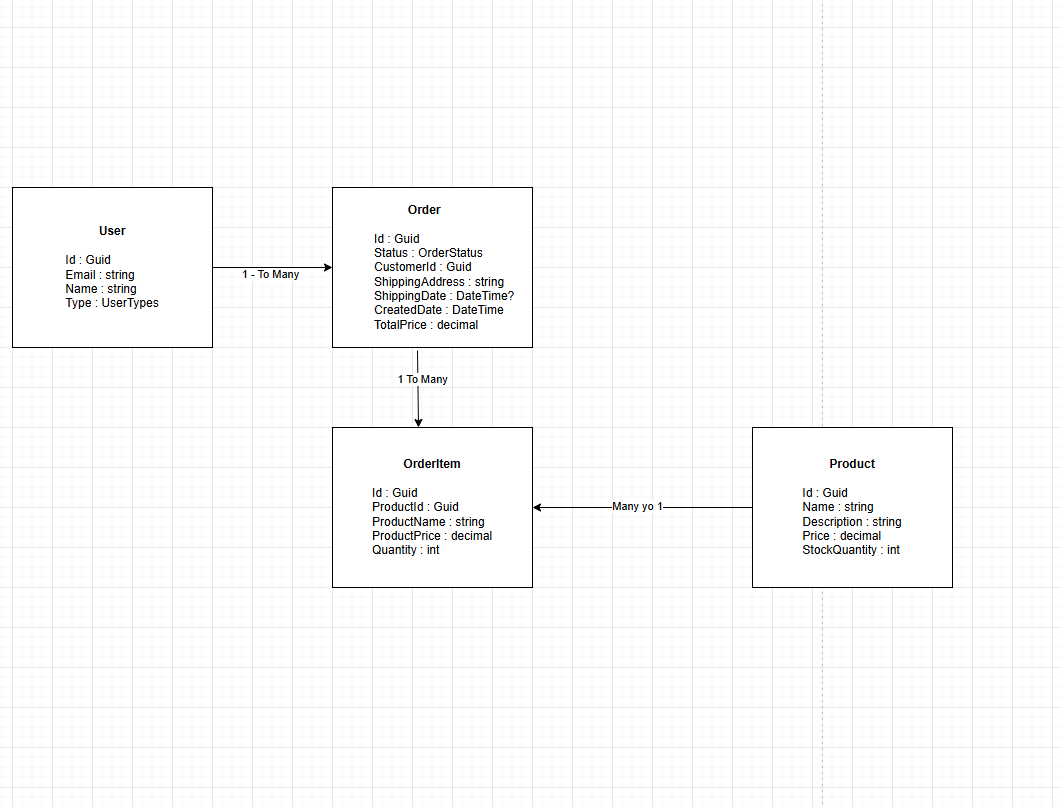 User
Id : Guid
Email : string
Name : string
Type : UserTypes
1 - To Many
Order
Id : Guid
Status : OrderStatus
CustomerId : Guid
ShippingAddress : string
ShippingDate : DateTime?
CreatedDate : DateTime
TotalPrice : decimal
1 To Many
OrderItem
Id : Guid
ProductId : Guid
ProductName : string
ProductPrice : decimal
Quantity : int
Many yo 1
Product
Id : Guid
Name : string
Description : string
Price : decimal
StockQuantity : int